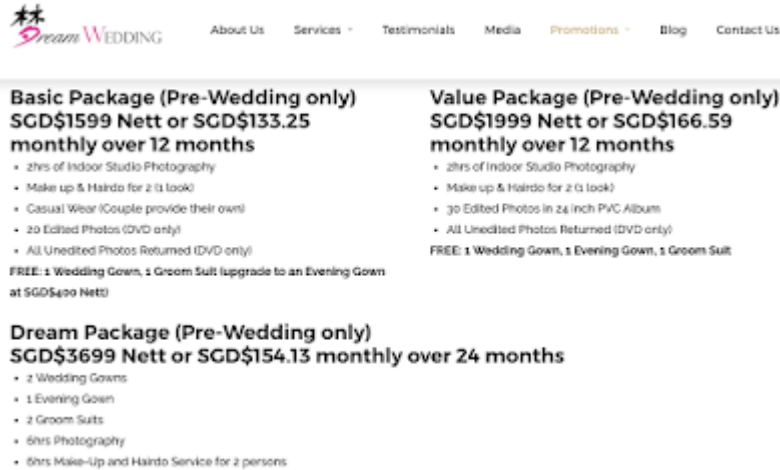 Dream WEDDING
About Us Services Testimonials Media Promotions Blog Contact Us
Basic Package (Pre-Wedding only)
SGD$1599 Nett or SGD$133.25
monthly over 12 months
• 2hrs of Indoor Studio Photography
• Make up & Hairdo for 2 (1 look)
• Casual Wear (Couple provide their own)
• 20 Edited Photos (DVD only)
• All Unedited Photos Returned (DVD only)
FREE: 1 Wedding Gown, 1 Groom Suit (upgrade to an Evening Gown
at SGD$400 Nett)
Value Package (Pre-Wedding only)
SGD$1999 Nett or SGD$166.59
monthly over 12 months
• 2hrs of Indoor Studio Photography
• Make up & Hairdo for 2 (1 look)
• 30 Edited Photos in 24 inch PVC Album
• All Unedited Photos Returned (DVD only)
FREE: 1 Wedding Gown, 1 Evening Gown, 1 Groom Suit
Dream Package (Pre-Wedding only)
SGD$3699 Nett or SGD$154.13 monthly over 24 months
• 2 Wedding Gowns
• 1 Evening Gown
• 2 Groom Suits
• 6hrs Photography
• 6hrs Make-Up and Hairdo Service for 2 persons